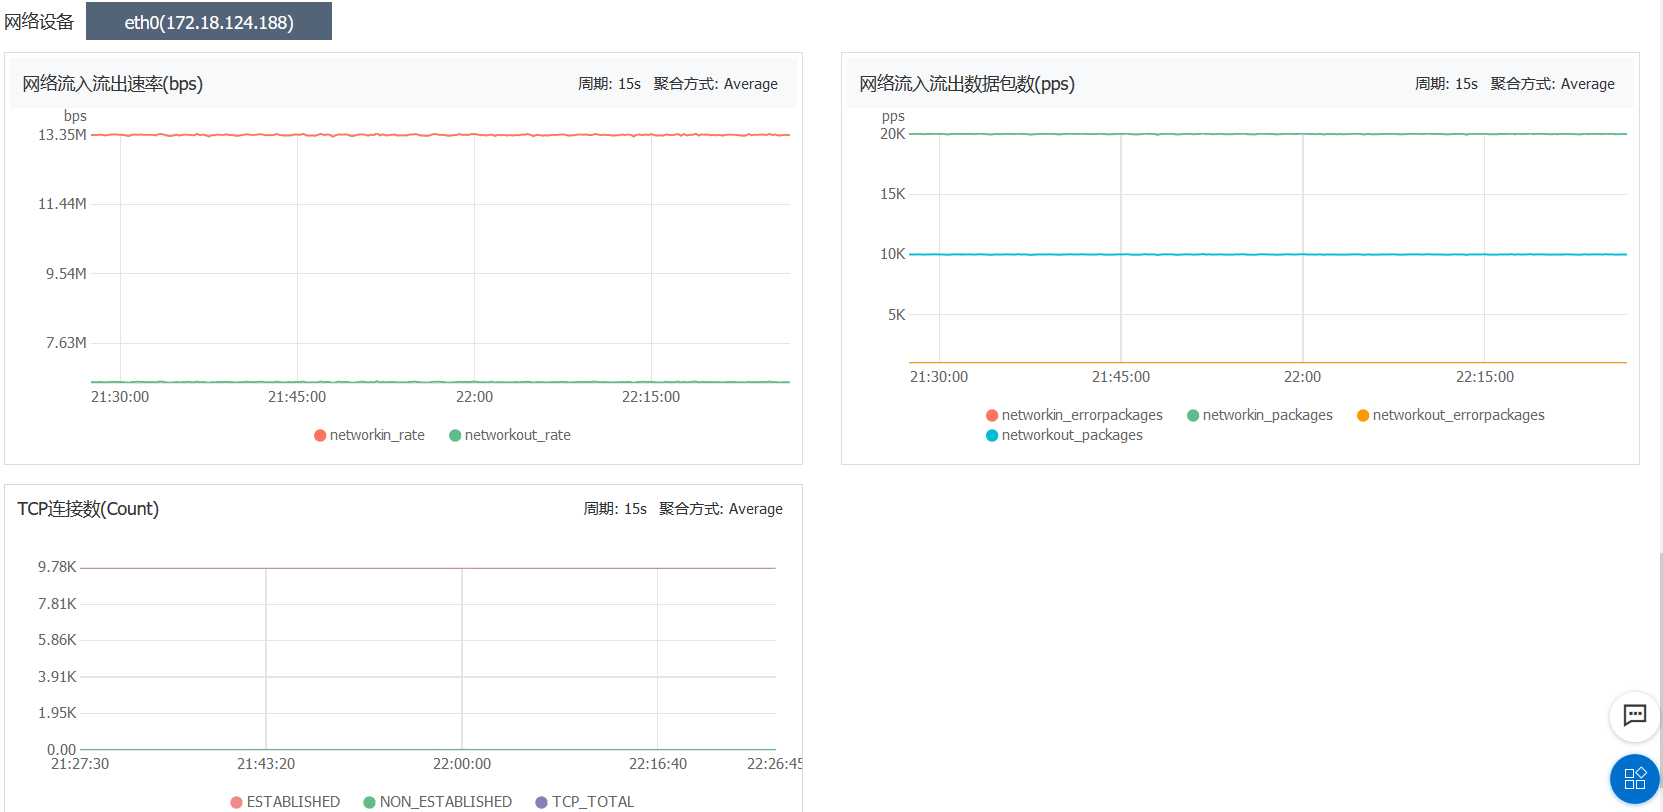 网络设备 eth0(172.18.124.188)
网络流入流出速率(bps) 周期: 15s 聚合方式: Average
bps
13.35M
11.44M
9.54M
7.63M
21:30:00 21:45:00 22:00 22:15:00
networkin_rate networkout_rate
网络流入流出数据包数(pps) 周期: 15s 聚合方式: Average
pps
20K
15K
10K
5K
21:30:00 21:45:00 22:00 22:15:00
networkin_errorpackages networkin_packages networkout_errorpackages
networkout_packages
TCP连接数(Count) 周期: 15s 聚合方式: Average
9.78K
7.81K
5.86K
3.91K
1.95K
0.00
21:27:30 21:43:20 22:00:00 22:16:40 22:26:45
ESTABLISHED NON_ESTABLISHED TCP_TOTAL